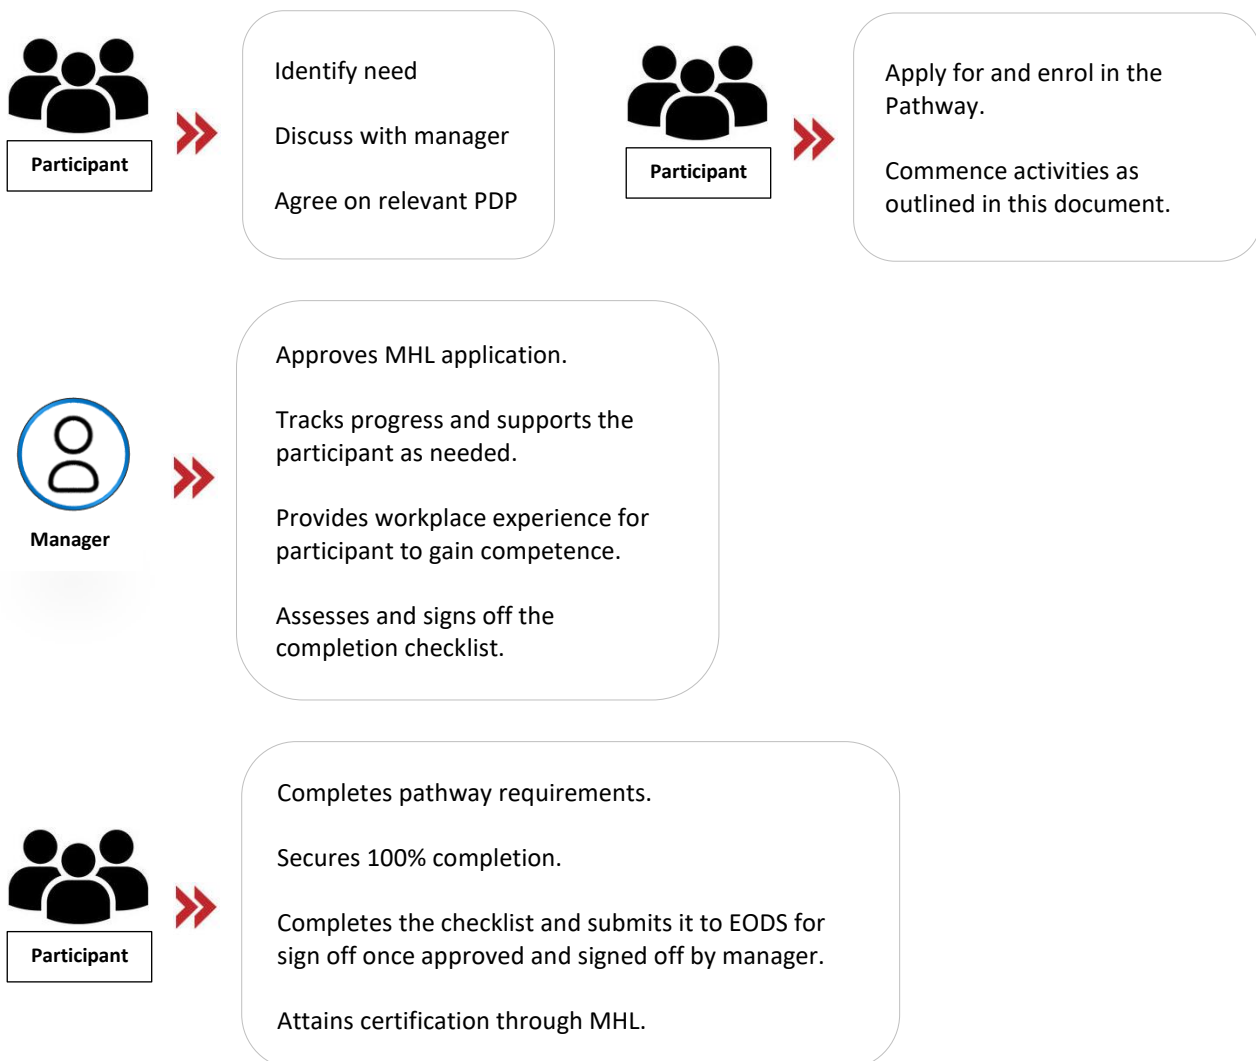 Participant
Identify need
Discuss with manager
Agree on relevant PDP
Participant
Apply for and enrol in the
Pathway.
Commence activities as
outlined in this document.
Manager
Approves MHL application.
Tracks progress and supports the
participant as needed.
Provides workplace experience for
participant to gain competence.
Assesses and signs off the
completion checklist.
Participant
Completes pathway requirements.
Secures 100% completion.
Completes the checklist and submits it to EODS for
sign off once approved and signed off by manager.
Attains certification through MHL.